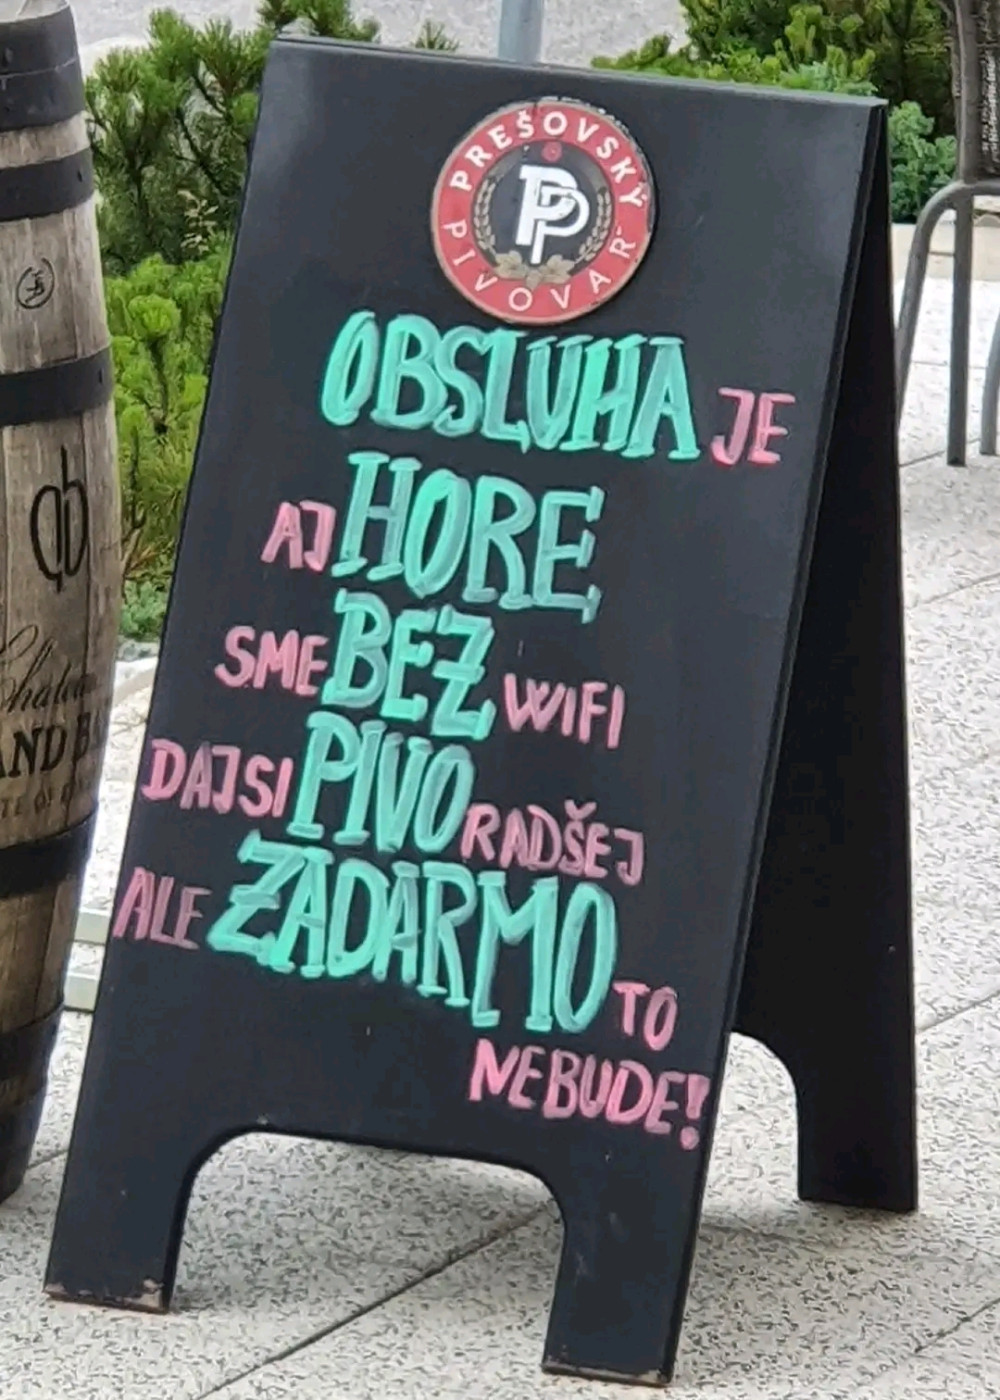 PREŠOVSKÝ
PP
PIVOVAR
OBSLUHA JE
AJ HORE
SME BEZ WIFI
DAJ SI PIVO RADŠEJ
ALE ZADARMO TO
NEBUDE!